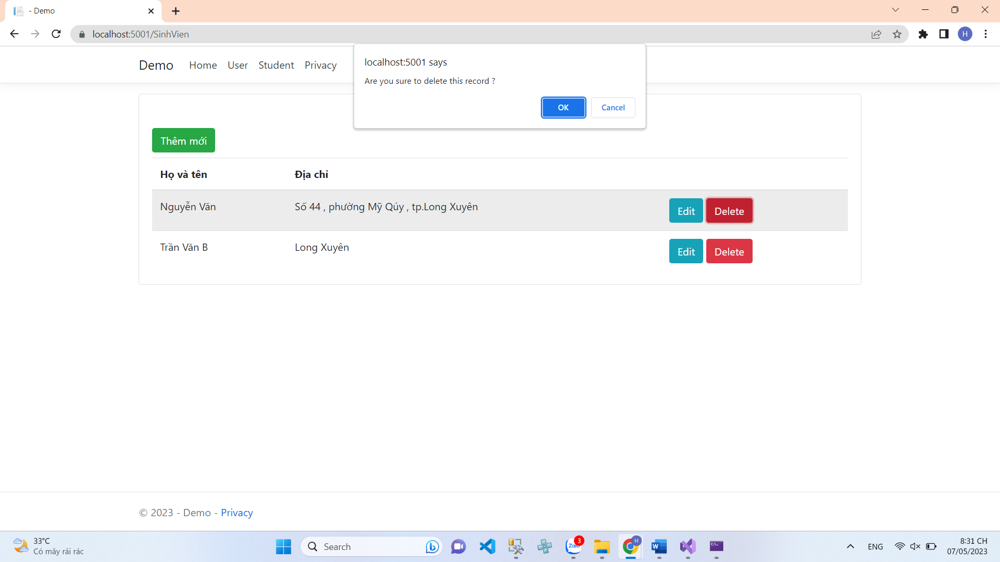 - Demo
localhost:5001/SinhVien
H
Demo Home User Student Privacy
localhost:5001 says
Are you sure to delete this record ?
OK Cancel
Thêm mới
Họ và tên Địa chỉ
Nguyễn Văn Số 44 , phường Mỹ Qúy , tp.Long Xuyên Edit Delete
Trần Văn B Long Xuyên Edit Delete
© 2023 - Demo - Privacy
33°C
Có mây rải rác
Search
Zalo
3
H
W
C:\_
ENG
8:31 CH
07/05/2023